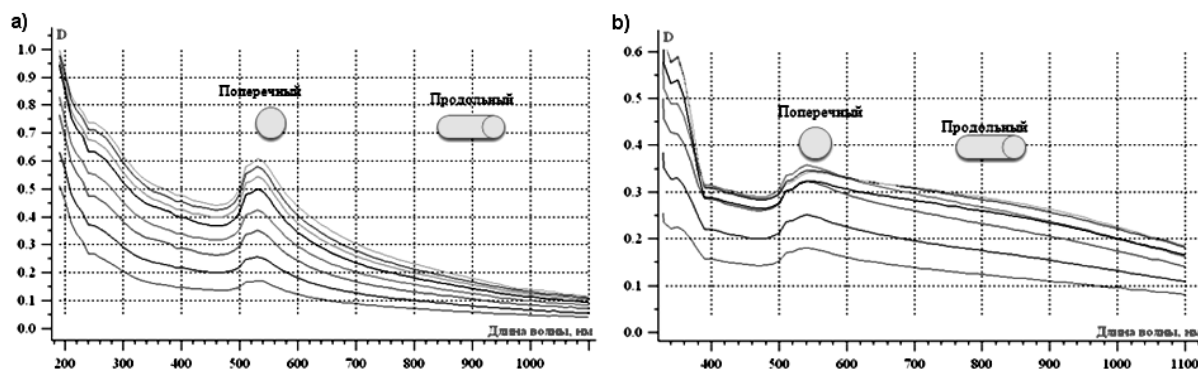 a)
D
1.0
0.9
0.8
0.7
0.6
0.5
0.4
0.3
0.2
0.1
0.0
Поперечный
Продольный
Длина волны, нм
200 300 400 500 600 700 800 900 1000
b)
D
0.6
0.5
0.4
0.3
0.2
0.1
0.0
Поперечный
Продольный
Длина волны, нм
400 500 600 700 800 900 1000 1100